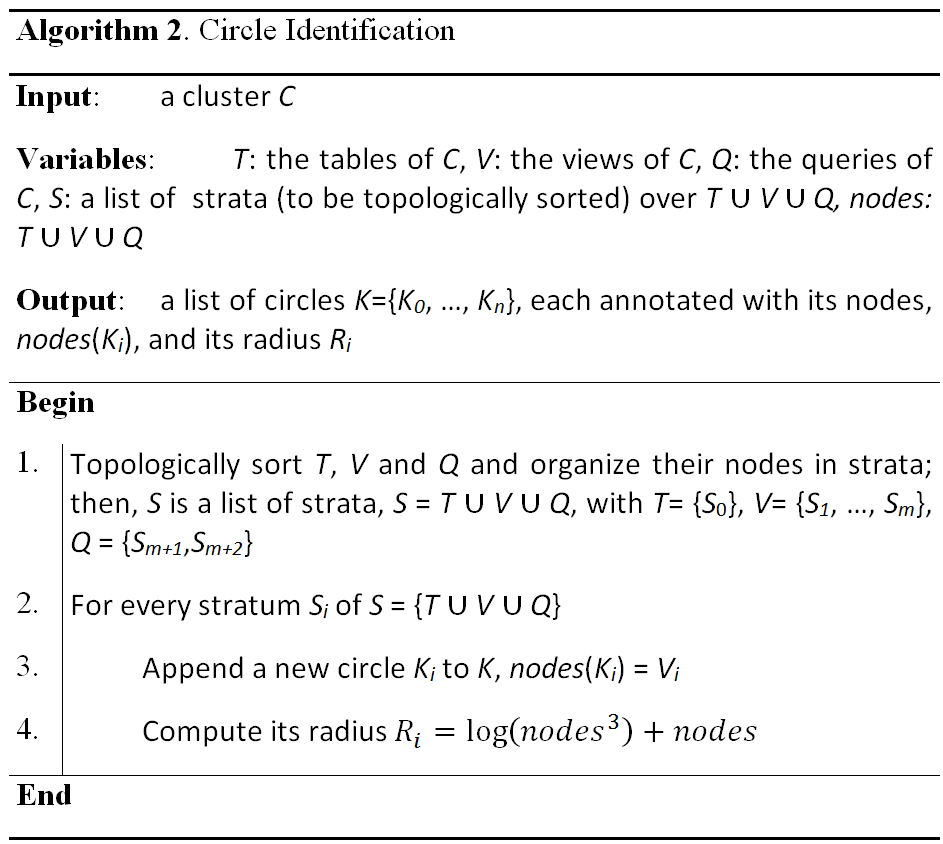 Algorithm 2. Circle Identification
Input: a cluster C
Variables: T: the tables of C, V: the views of C, Q: the queries of
C, S: a list of strata (to be topologically sorted) over T ∪ V ∪ Q, nodes:
T ∪ V ∪ Q
Output: a list of circles K={K₀, ..., Kₙ}, each annotated with its nodes,
nodes(Kᵢ), and its radius Rᵢ
Begin
1. Topologically sort T, V and Q and organize their nodes in strata;
then, S is a list of strata, S = T ∪ V ∪ Q, with T= {S₀}, V= {S₁, ..., Sₘ},
Q = {Sₘ₊₁,Sₘ₊₂}
2. For every stratum Sᵢ of S = {T ∪ V ∪ Q}
3. Append a new circle Kᵢ to K, nodes(Kᵢ) = Vᵢ
4. Compute its radius Rᵢ = log(nodes³) + nodes
End